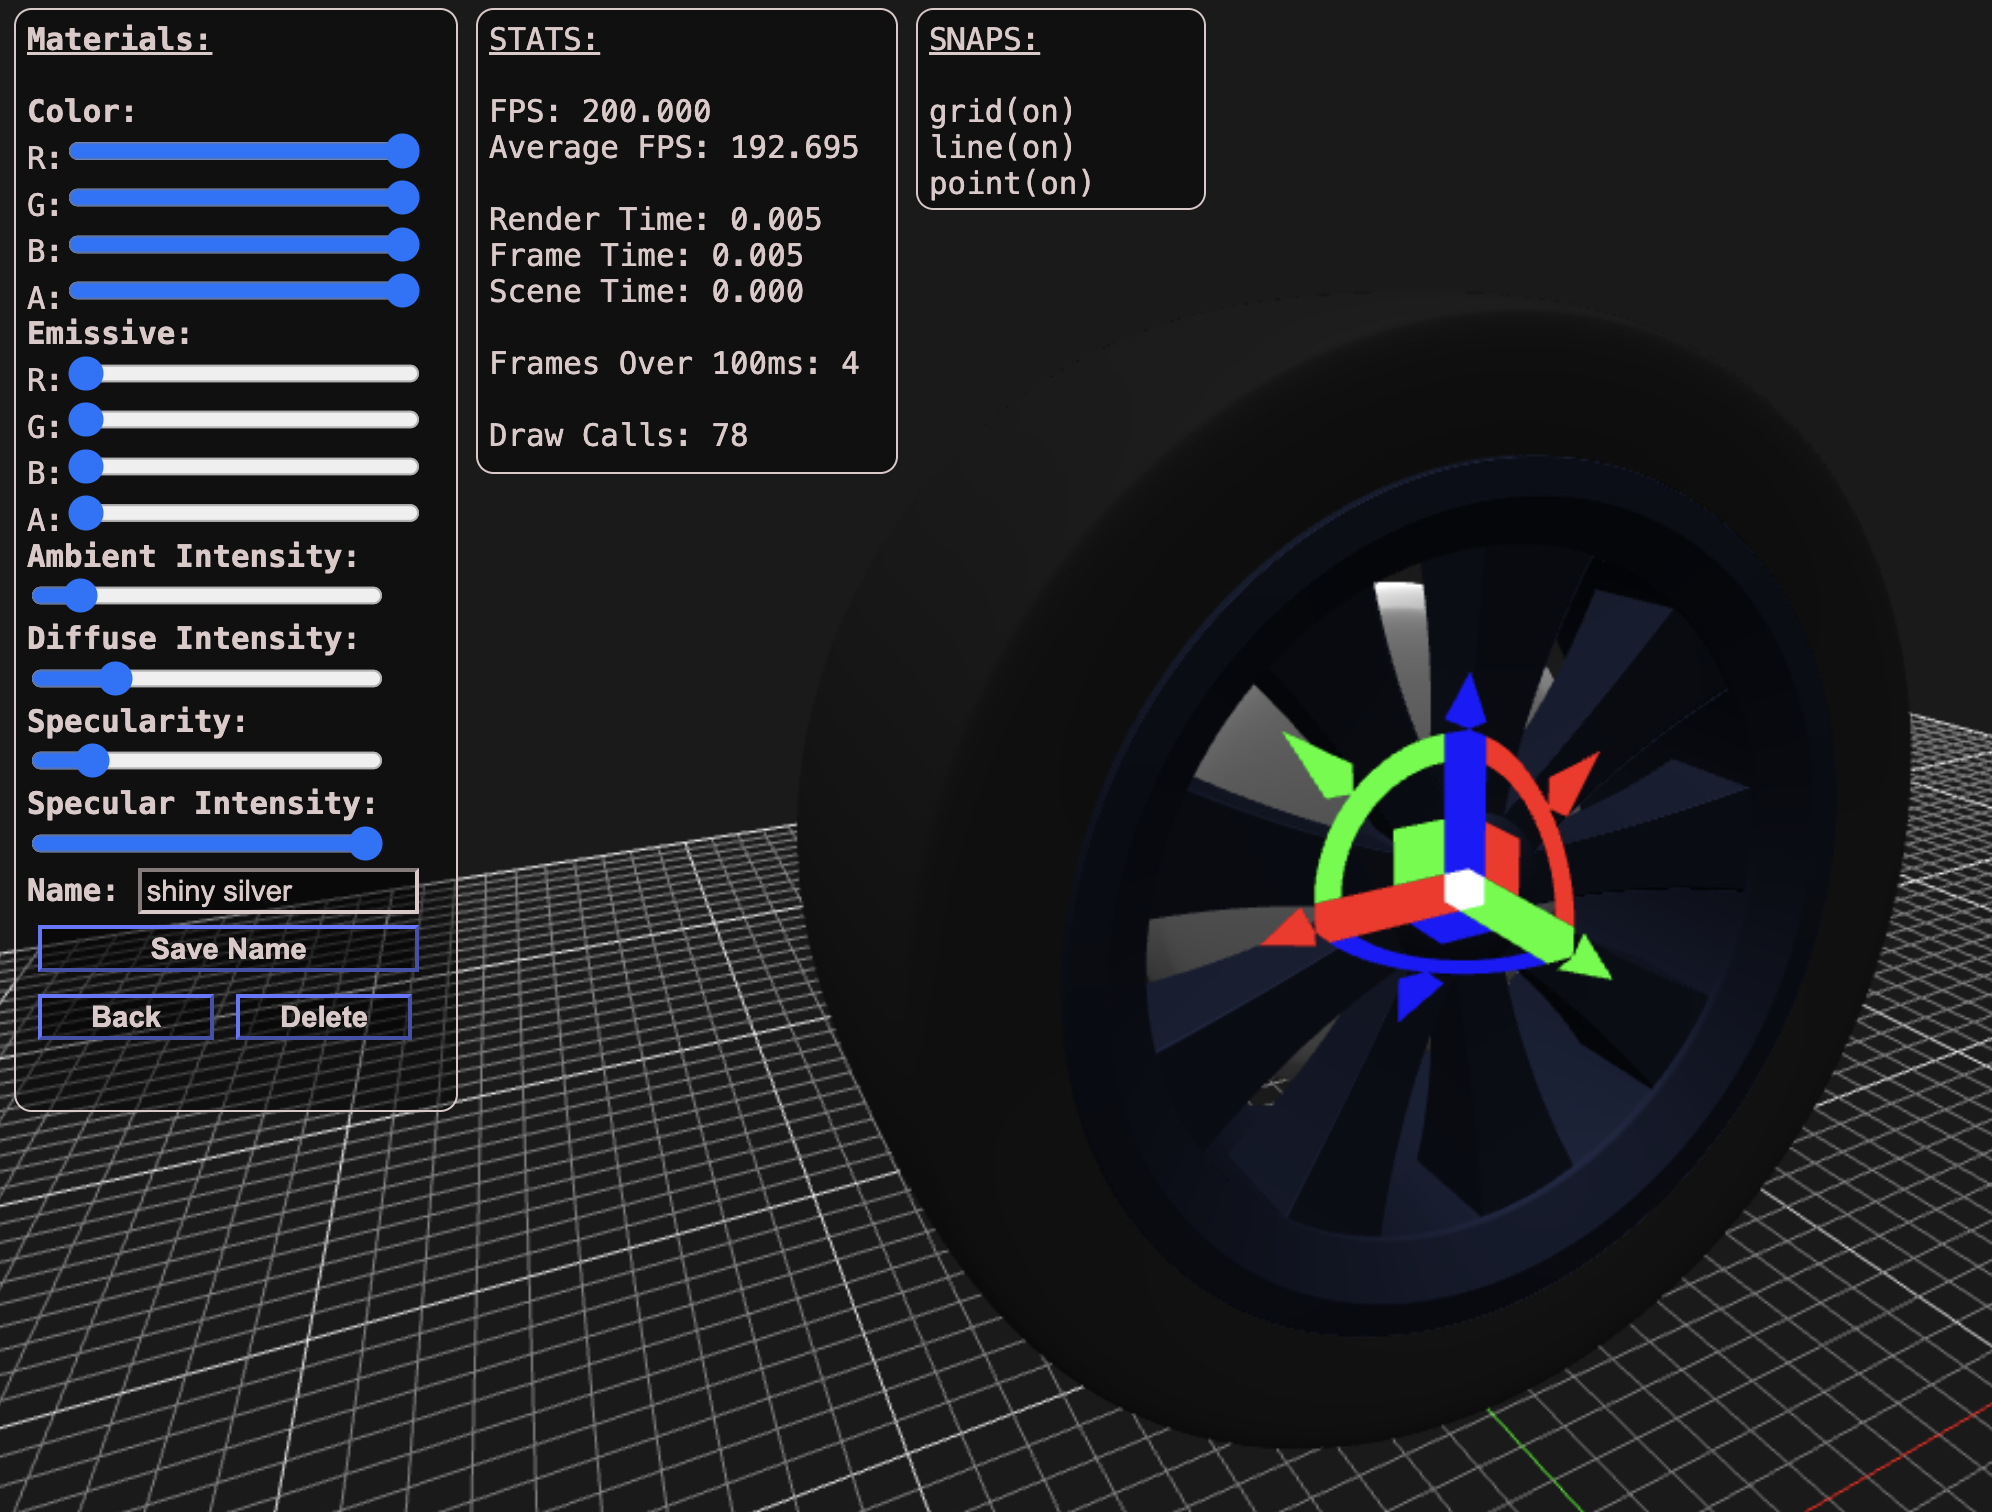 Materials:
Color:
R:
G:
B:
A:
Emissive:
R:
G:
B:
A:
Ambient Intensity:
Diffuse Intensity:
Specularity:
Specular Intensity:
Name: shiny silver
Save Name
Back Delete
STATS:
FPS: 200.000
Average FPS: 192.695
Render Time: 0.005
Frame Time: 0.005
Scene Time: 0.000
Frames Over 100ms: 4
Draw Calls: 78
SNAPS:
grid(on)
line(on)
point(on)